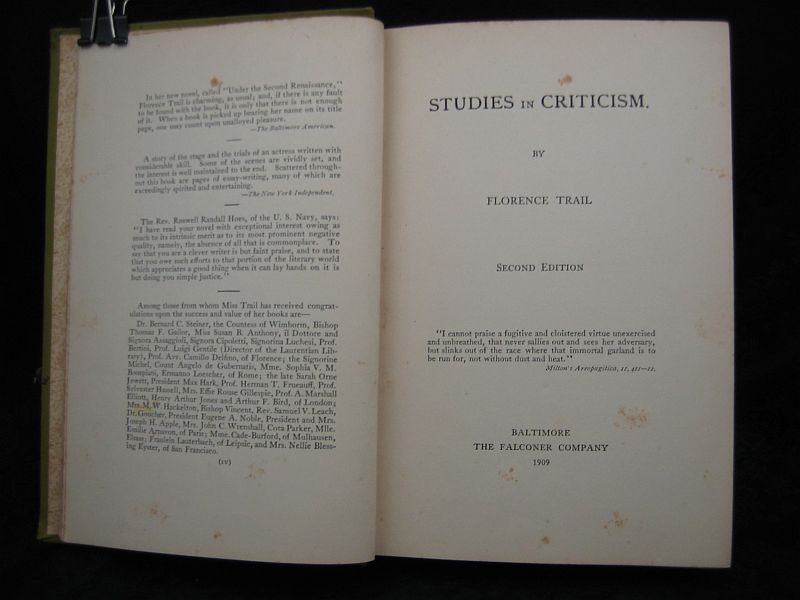 In her new novel, called "Under the Second Renaissance,"
Florence Trail is charming, as usual; and, if there is any fault
to be found with the book, it is only that there is not enough
of it. When a book is picked up bearing her name on its title
page, one may count upon unalloyed pleasure.
—The Baltimore American.
A story of the stage and the trials of an actress written with
considerable skill. Some of the scenes are vividly set, and
the interest is well maintained to the end. Scattered through-
out this book are pages of essay-writing, many of which are
exceedingly spirited and entertaining.
—The New York Independent.
The Rev. Roswell Randall Hoes, of the U. S. Navy, says:
"I have read your novel with exceptional interest owing as
much to its intrinsic merit as to its most prominent negative
quality, namely, the absence of all that is commonplace. To
say that you are a clever writer is but faint praise, and to state
that you owe such efforts to that portion of the literary world
which appreciates a good thing when it can lay hands on it is
but doing you simple justice."
Among those from whom Miss Trail has received congrat-
ulations upon the success and value of her books are—
Dr. Bernard C. Steiner, the Countess of Wimborn, Bishop
Thomas F. Gailor, Miss Susan B. Anthony, il Dottore and
Signora Assaggioli, Signora Cipoletti, Signorina Luchesi, Prof.
Bertini, Prof. Luigi Gentile (Director of the Laurentian Lib-
rary), Prof. Avv. Camillo Delfino, of Florence; the Signorine
Michel, Count Angelo de Gubernatis, Mme. Sophia V. M.
Bompiani, Ermanno Loescher, of Rome; the late Sarah Orne
Jewett, President Max Hark, Prof. Herman T. Frueauff, Prof.
Sylvester Hassell, Mrs. Effie Rouse Gillespie, Prof. A. Marshall
Elliott, Henry Arthur Jones and Arthur F. Bird, of London;
Mrs. M. W. Hackelton, Bishop Vincent, Rev. Samuel V. Leach,
Dr. Goucher, President Eugene A. Noble, President and Mrs.
Joseph H. Apple, Mrs. John C. Wrenshall, Cora Parker, Mlle.
Emilie Arnavon, of Paris; Mme. Cade-Burford, of Mulhausen,
Elsass; Fraulein Lauterbach, of Leipsic, and Mrs. Nellie Bless-
ing Eyster, of San Francisco.
(IV)
STUDIES IN CRITICISM.
BY
FLORENCE TRAIL
SECOND EDITION
"I cannot praise a fugitive and cloistered virtue unexercised
and unbreathed, that never sallies out and sees her adversary,
but slinks out of the race where that immortal garland is to
be run for, not without dust and heat."
Milton's Areopagitica, 11, 411—12.
BALTIMORE
THE FALCONER COMPANY
1909